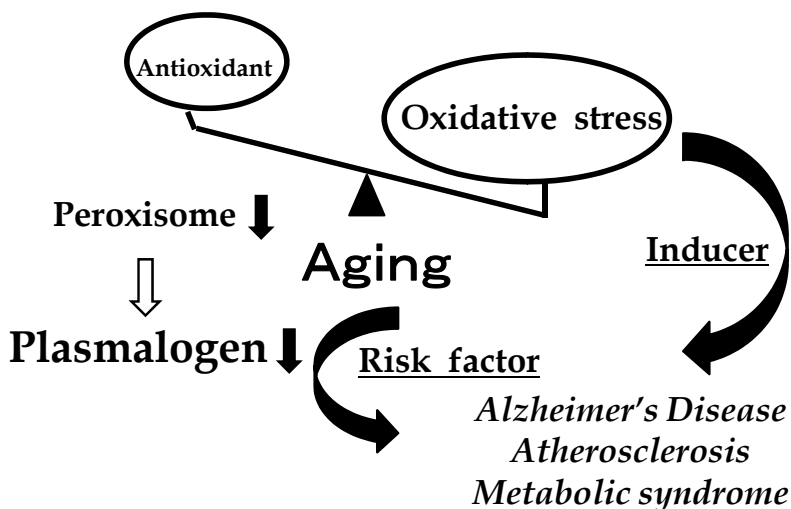 Antioxidant
Oxidative stress
Peroxisome
Inducer
Aging
Plasmalogen
Risk factor
Alzheimer's Disease
Atherosclerosis
Metabolic syndrome